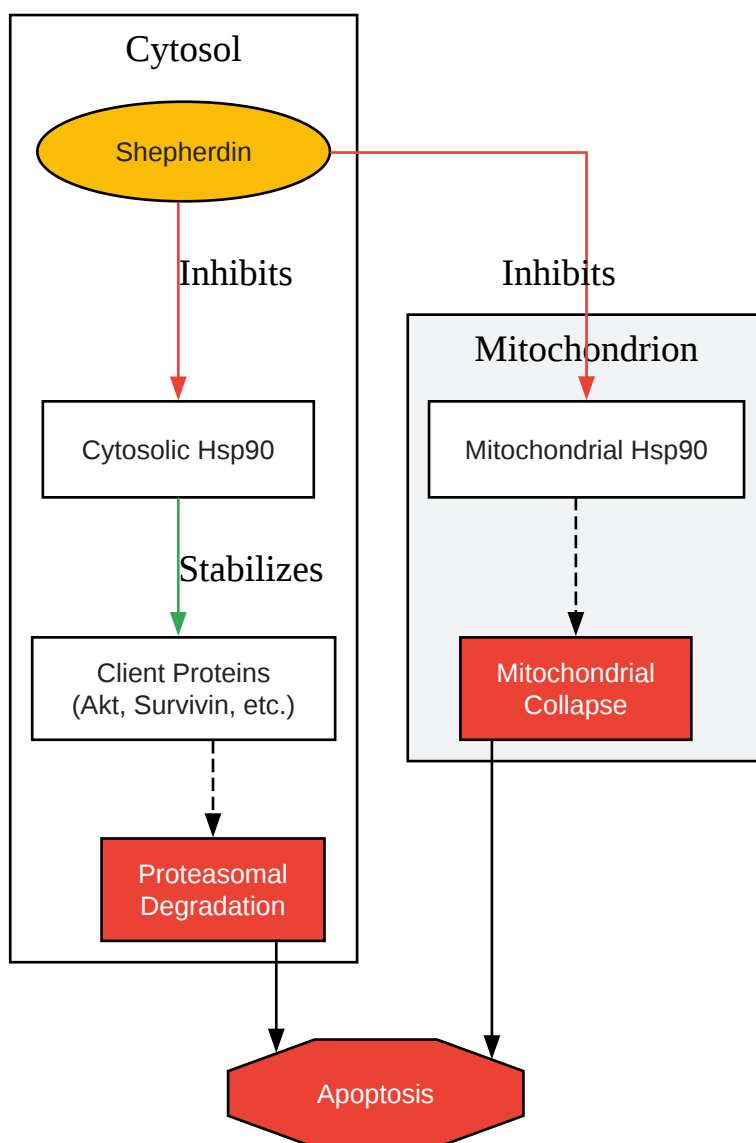 Cytosol
Shepherdin
Inhibits
Inhibits
Mitochondrion
Cytosolic Hsp90
Mitochondrial Hsp90
Stabilizes
Client Proteins
(Akt, Survivin, etc.)
Mitochondrial
Collapse
Proteasomal
Degradation
Apoptosis